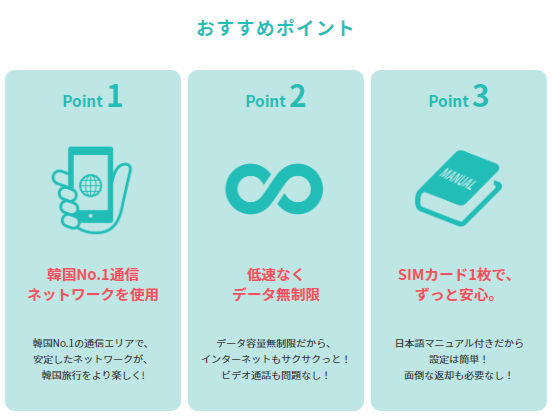 おすすめポイント
Point 1
韓国No.1通信
ネットワークを使用
韓国No.1の通信エリアで、
安定したネットワークが、
韓国旅行をより楽しく!
Point 2
低速なく
データ無制限
データ容量無制限だから、
インターネットもサクサクっと！
ビデオ通話も問題なし！
Point 3
MANUAL
SIMカード1枚で、
ずっと安心。
日本語マニュアル付きだから
設定は簡単！
面倒な返却も必要なし！